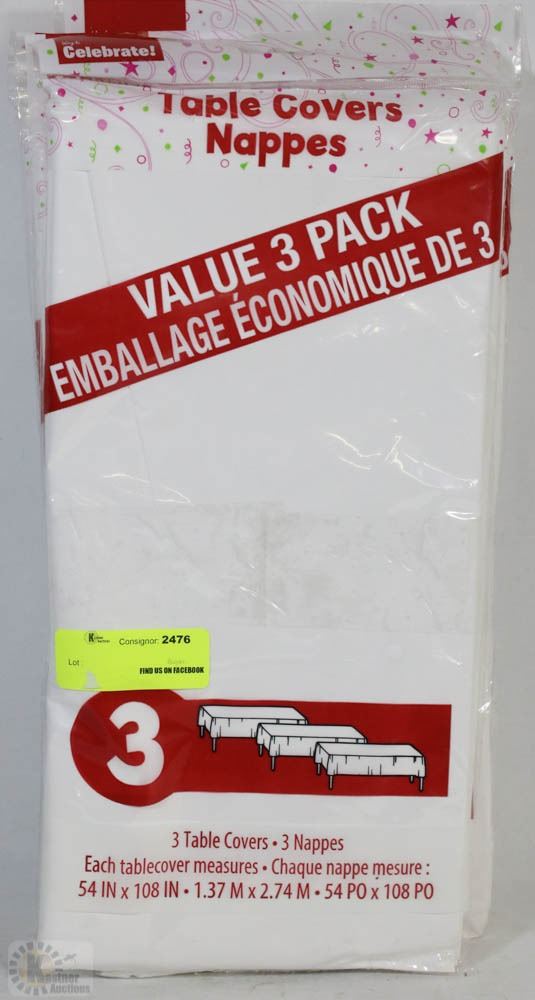 Celebrate!
Table Covers
Nappes
VALUE 3 PACK
EMBALLAGE ÉCONOMIQUE DE 3
Consignor: 2476
Lot
FIND US ON FACEBOOK
3
3 Table Covers • 3 Nappes
Each tablecover measures • Chaque nappe mesure :
54 IN x 108 IN • 1.37 M x 2.74 M • 54 PO x 108 PO
Kastner
Auctions